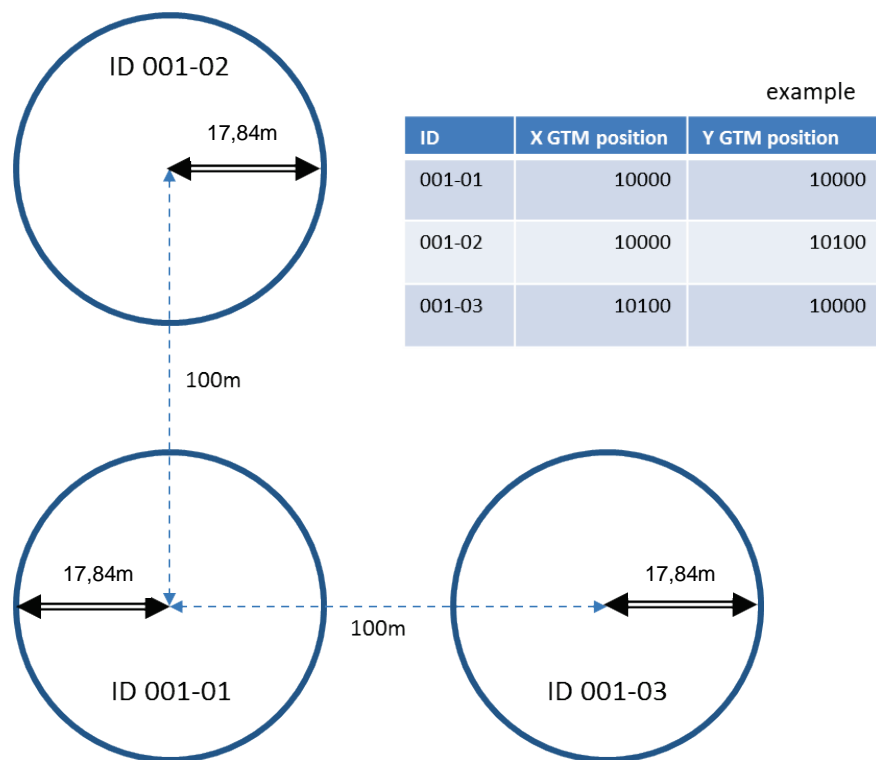 ID 001-02
17,84m
100m
example
ID X GTM position Y GTM position
001-01 10000 10000
001-02 10000 10100
001-03 10100 10000
17,84m
100m
ID 001-01
17,84m
ID 001-03